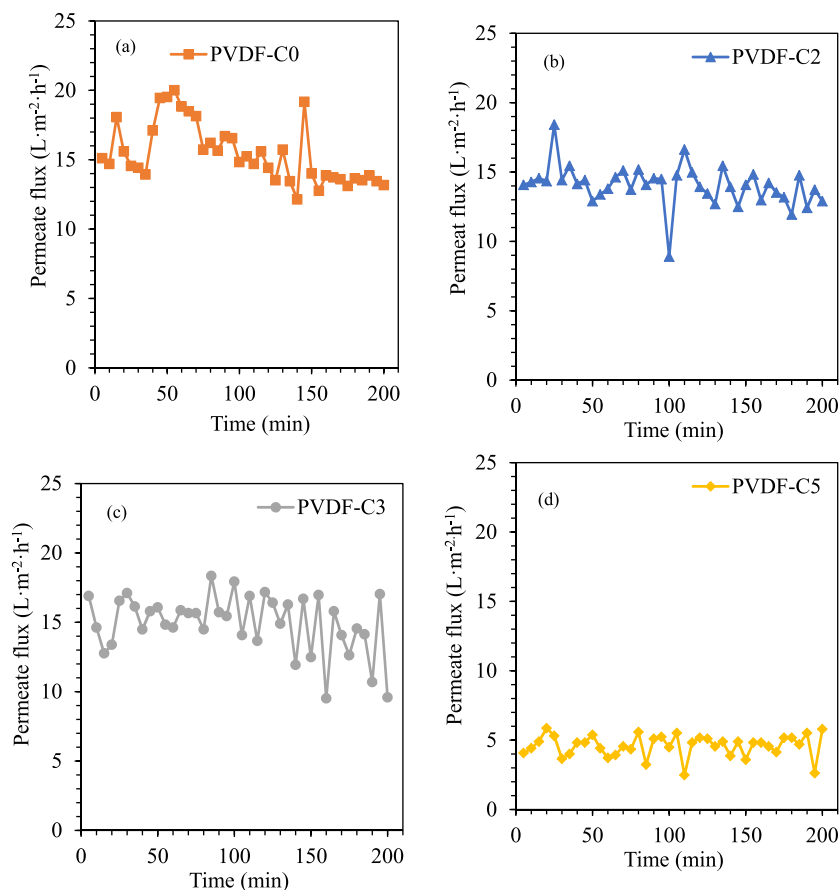 (a)
PVDF-C0
Permeate flux (L·m⁻²·h⁻¹)
25
20
15
10
5
0
0 50 100 150 200
Time (min)
(b)
PVDF-C2
Permeat flux (L·m⁻²·h⁻¹)
25
20
15
10
5
0
0 50 100 150 200
Time (min)
(c)
PVDF-C3
Permeate flux (L·m⁻²·h⁻¹)
25
20
15
10
5
0
0 50 100 150 200
Time (min)
(d)
PVDF-C5
Permeate flux (L·m⁻²·h⁻¹)
25
20
15
10
5
0
0 50 100 150 200
Time (min)